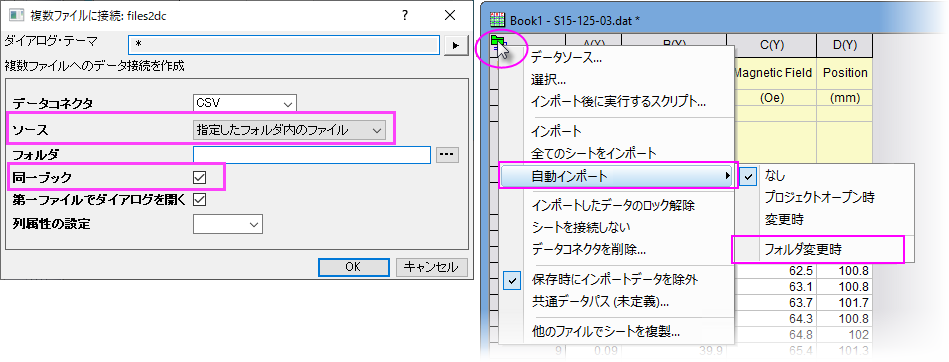 複数ファイルに接続: files2dc
ダイアログ・テーマ *
複数ファイルへのデータ接続を作成
データコネクタ CSV
ソース 指定したフォルダ内のファイル
フォルダ
同一ブック
第一ファイルでダイアログを開く
列属性の設定
OK キャンセル
Book1 - S15-125-03.dat *
A(Y) B(Y) C(Y) D(Y)
Magnetic Field Position
(Oe) (mm)
データソース...
選択...
インポート後に実行するスクリプト...
インポート
全てのシートをインポート
自動インポート
インポートしたデータのロック解除
シートを接続しない
データコネクタを削除...
保存時にインポートデータを除外
共通データパス (未定義)...
他のファイルでシートを複製...
なし
プロジェクトオープン時
変更時
フォルダ変更時
62.5 100.8
63.1 100.8
63.7 101.7
64.3 100.8
64.8 102
9 0.09 39.9 65.4 101.3